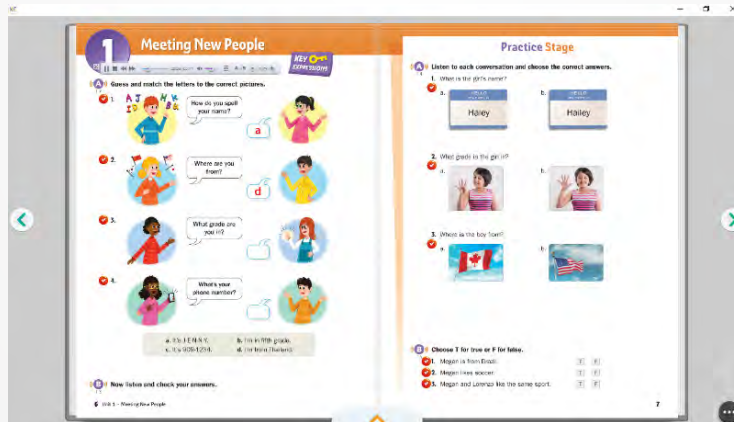 1
Meeting New People
KEY
EXPRESSIONS
A Guess and match the letters to the correct pictures.
1.
How do you spell
your name?
a
2.
Where are you
from?
d
3.
What grade are
you in?
4.
What's your
phone number?
b. I'm in fifth grade.
c. It's 909-1234.
d. I'm from Thailand.
B Now listen and check your answers.
6 Unit 1 - Meeting New People
Practice Stage
A Listen to each conversation and choose the correct answers.
1. What is the girl's name?
a.
b.
HELLO
HELLO
Haley
Hailey
2. What grade is the girl in?
a.
b.
3. Where is the boy from?
a.
b.
B Choose T for true or F for false.
1. Megan is from Brazil. T F
2. Megan likes soccer. T F
3. Megan and Lorenzo like the same sport. T F
7